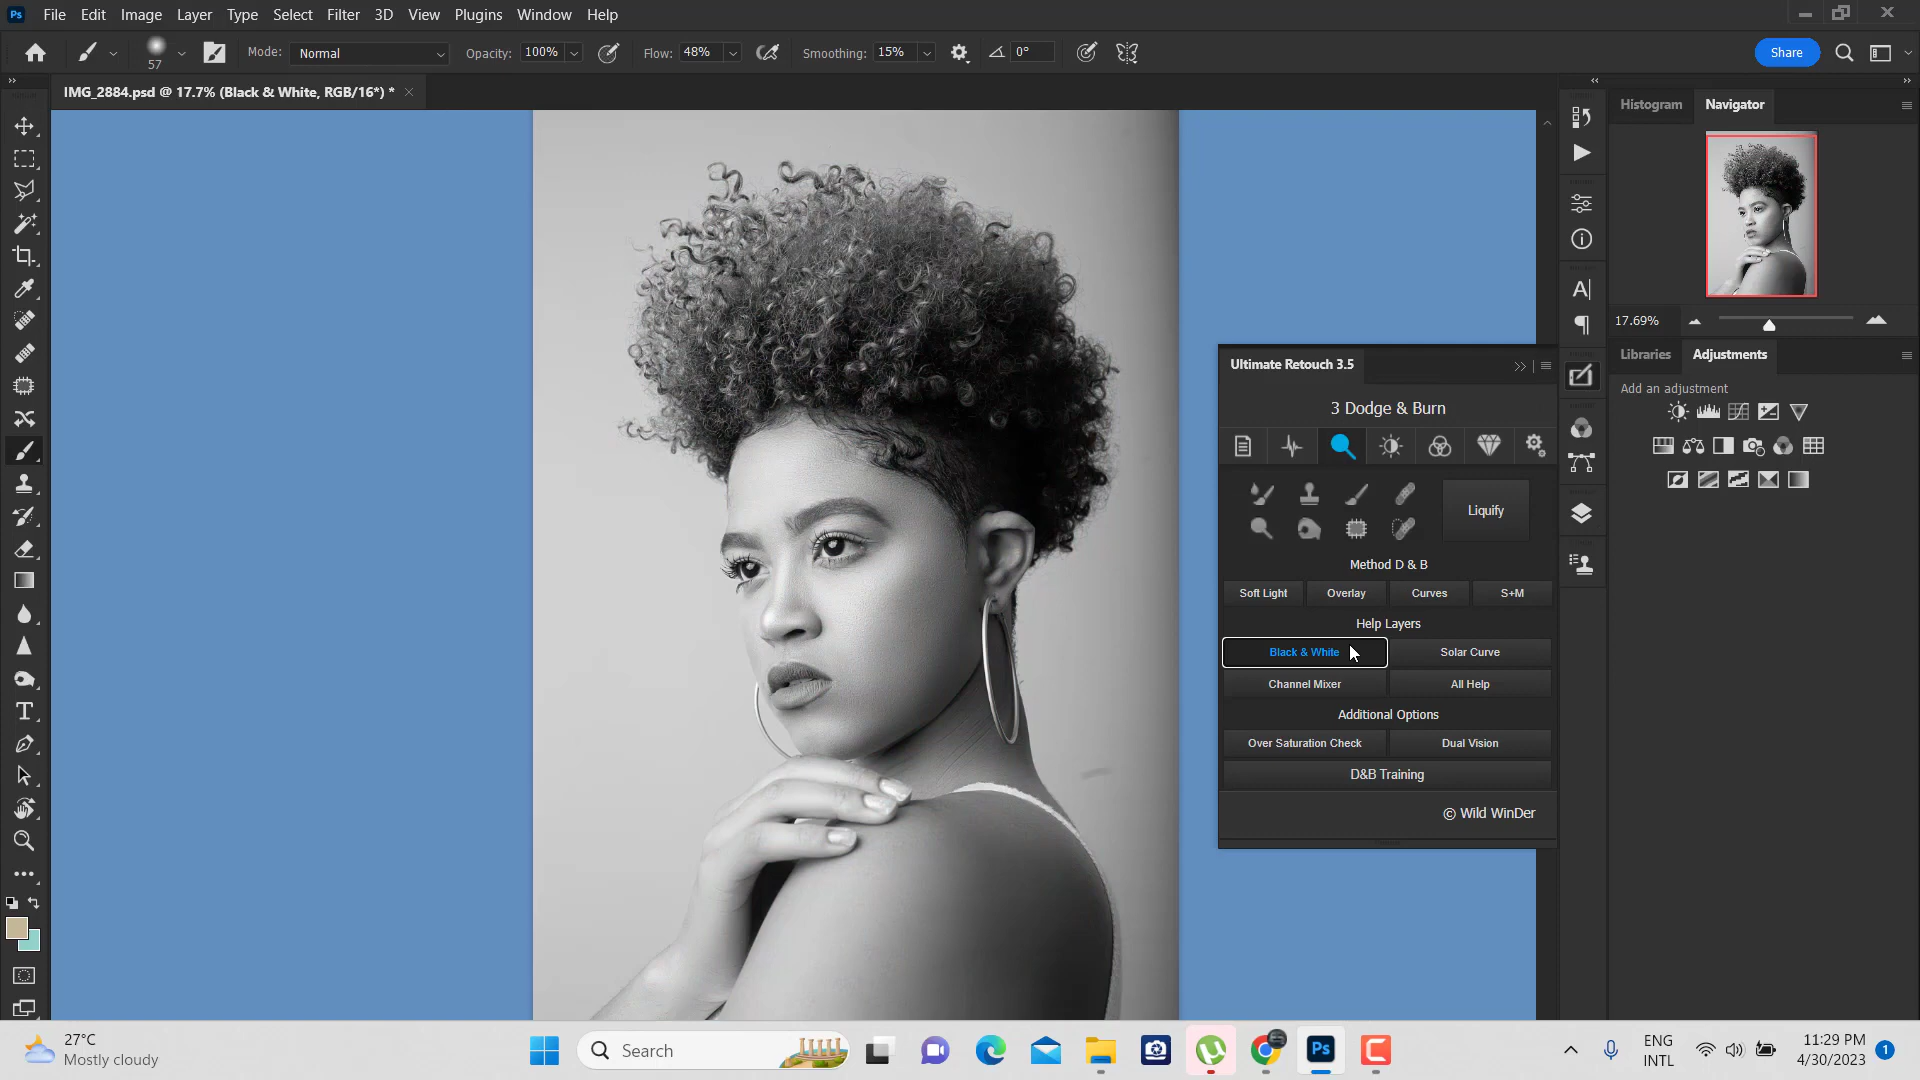 Ps File Edit Image Layer Type Select Filter 3D View Plugins Window Help
57 Mode: Normal Opacity: 100% Flow: 48% Smoothing: 15% 0° Share
IMG_2884.psd @ 17.7% (Black & White, RGB/16*) *
Histogram Navigator
17.69%
Libraries Adjustments
Add an adjustment
Ultimate Retouch 3.5
3 Dodge & Burn
Liquify
Method D & B
Soft Light Overlay Curves S+M
Help Layers
Black & White Solar Curve
Channel Mixer All Help
Additional Options
Over Saturation Check Dual Vision
D&B Training
© Wild WinDer
27°C
Mostly cloudy
Search
Ps
ENG
INTL
11:29 PM
4/30/2023
1